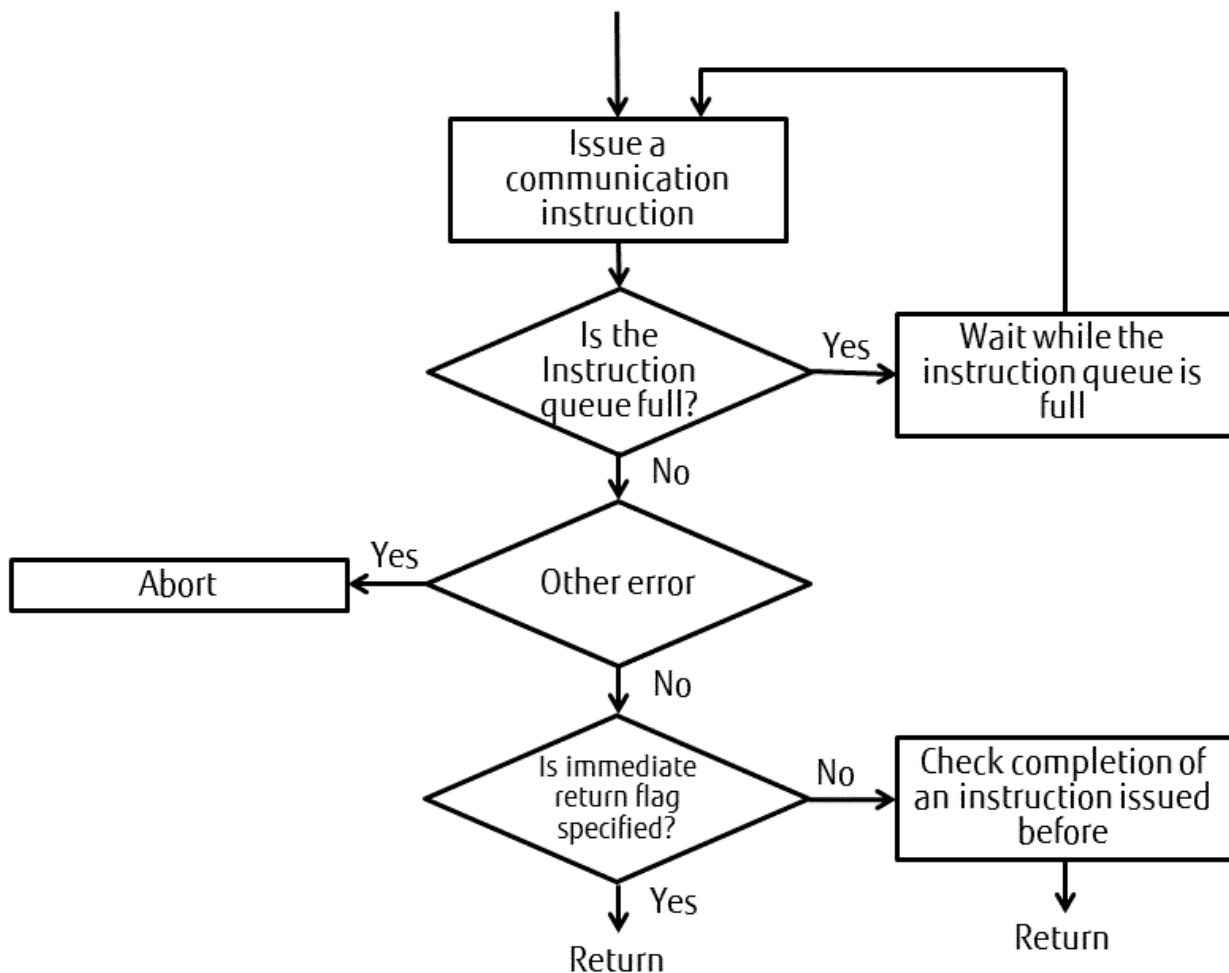 Issue a
communication
instruction
Is the
Instruction
queue full?
Yes
Wait while the
instruction queue is
full
No
Other error
Yes
Abort
No
Is immediate
return flag
specified?
No
Check completion of
an instruction issued
before
Yes
Return
Return